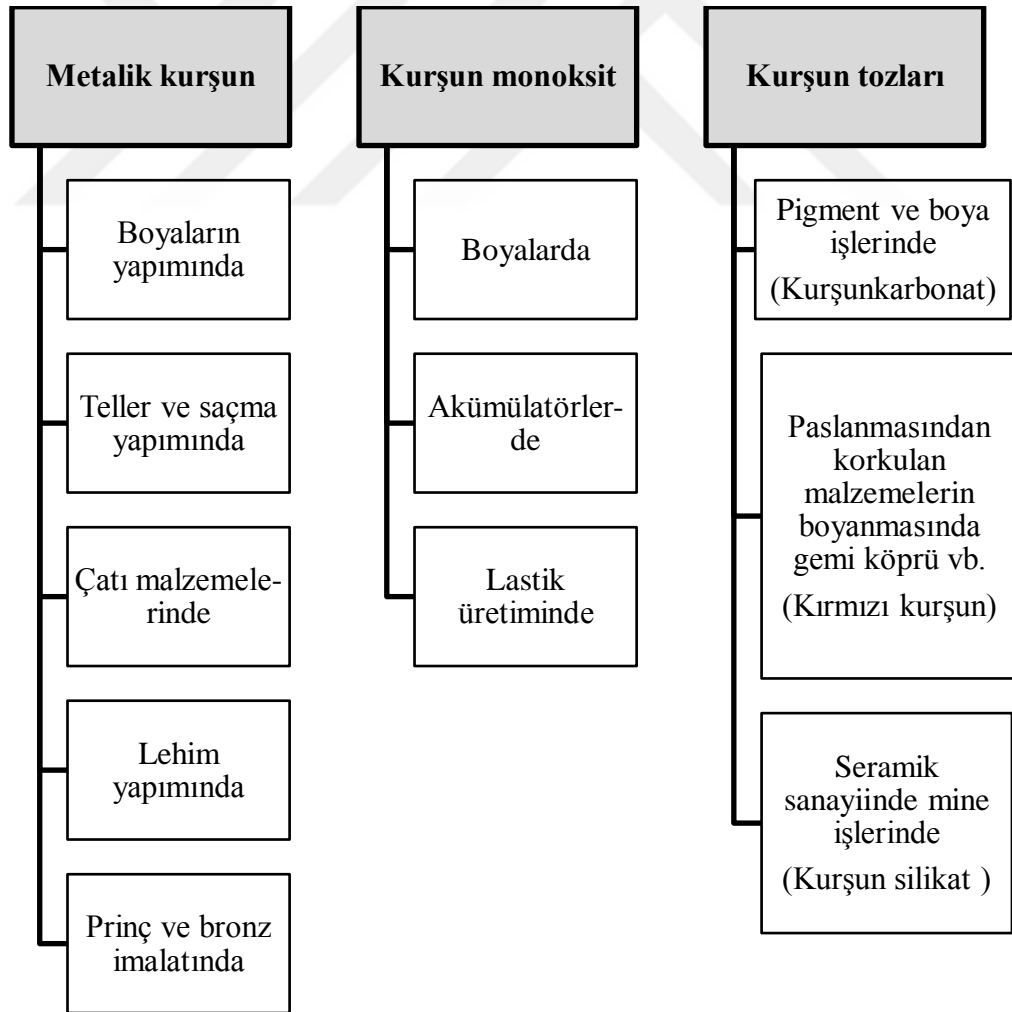 Metalik kurşun
Boyaların
yapımında
Teller ve saçma
yapımında
Çatı malzemele-
rinde
Lehim
yapımında
Prinç ve bronz
imalatında
Kurşun monoksit
Boyalarda
Akümülatörler-
de
Lastik
üretiminde
Kurşun tozları
Pigment ve boya
işlerinde
(Kurşunkarbonat)
Paslanmasından
korkulan
malzemelerin
boyanmasında
gemi köprü vb.
(Kırmızı kurşun)
Seramik
sanayiinde mine
işlerinde
(Kurşun silikat )